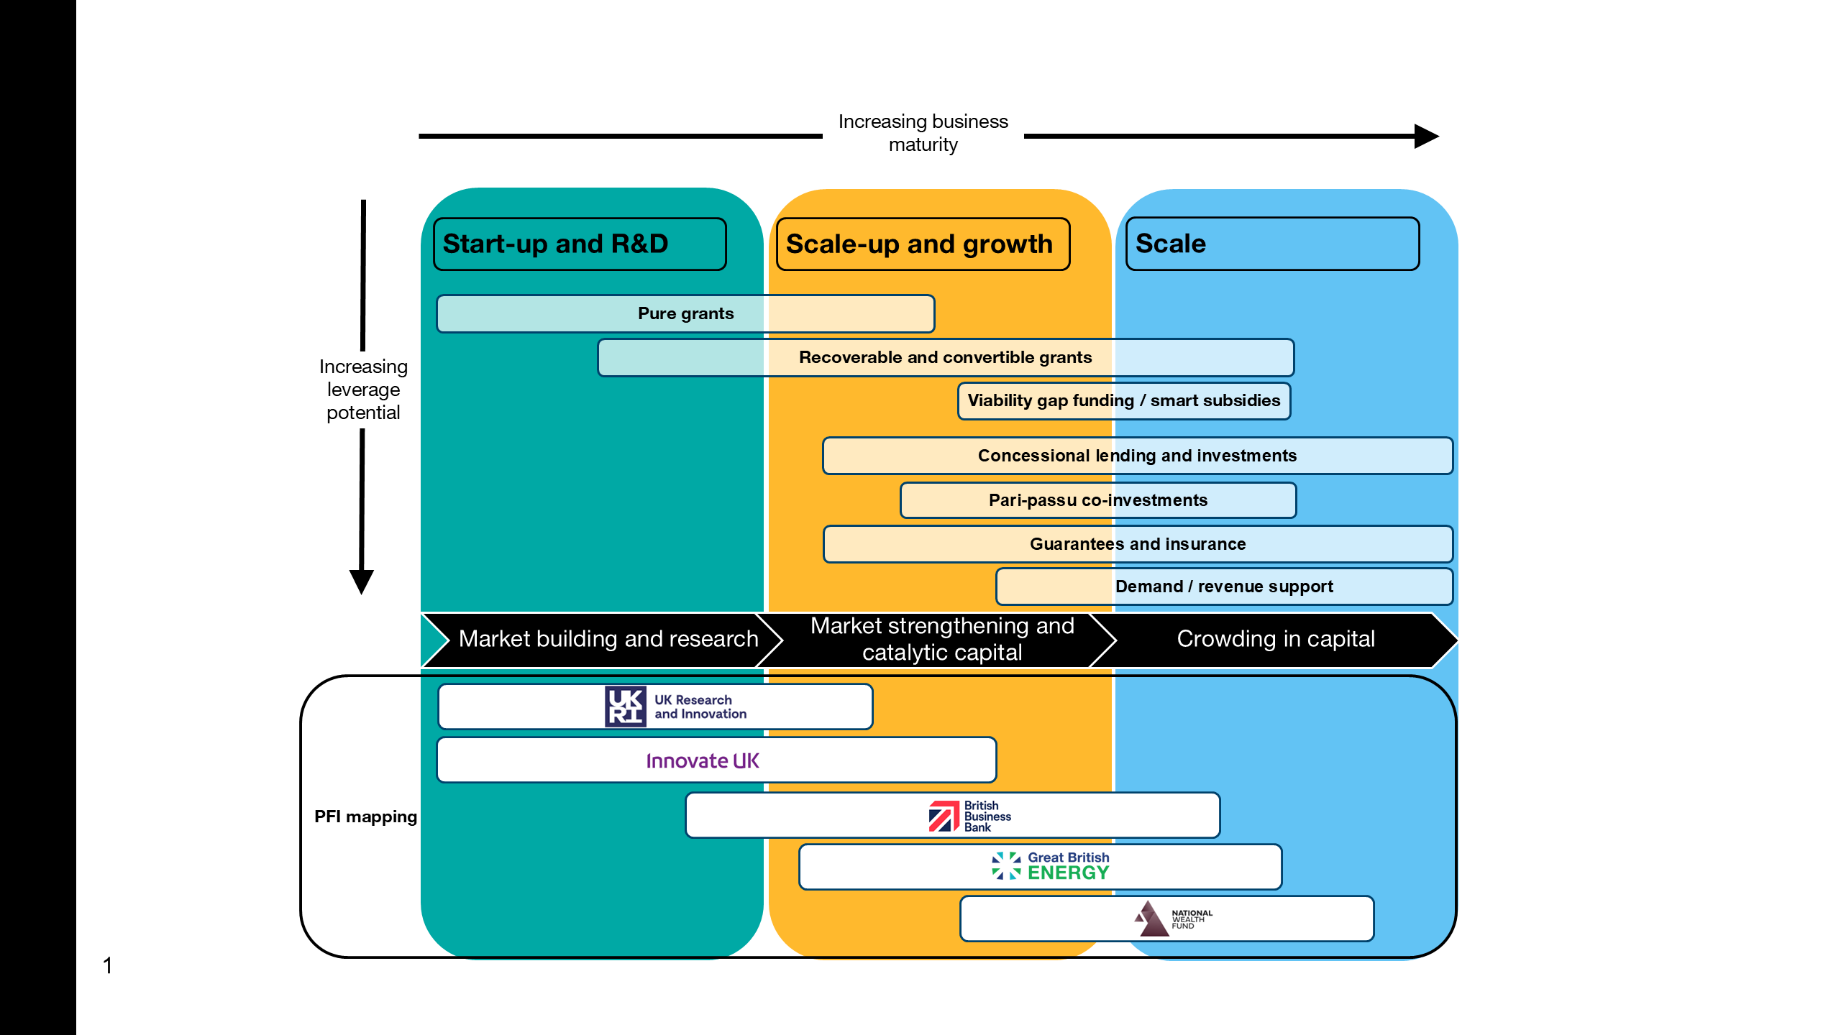 Increasing business
maturity
Start-up and R&D
Scale-up and growth
Scale
Pure grants
Recoverable and convertible grants
Increasing
leverage
potential
Viability gap funding / smart subsidies
Concessional lending and investments
Pari-passu co-investments
Guarantees and insurance
Demand / revenue support
Market building and research
Market strengthening and
catalytic capital
Crowding in capital
UK
RI
UK Research
and Innovation
Innovate UK
British
Business
Bank
PFI mapping
Great British
ENERGY
NATIONAL
WEALTH
FUND
1